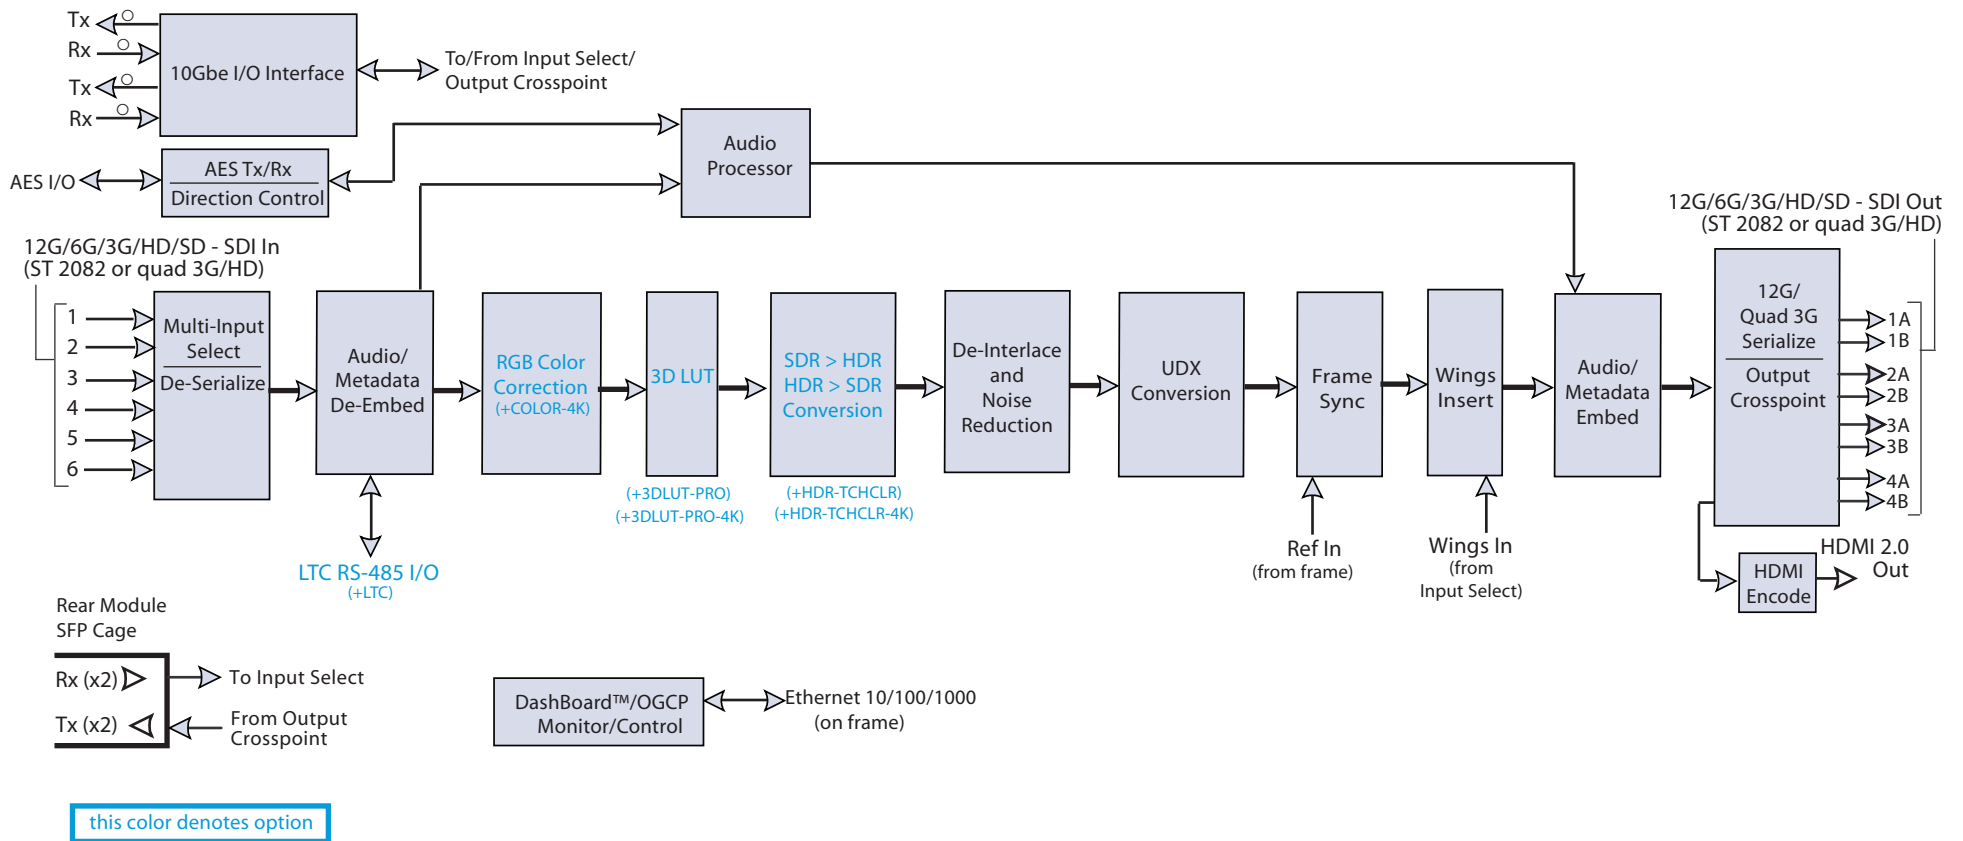 Tx
Rx
Tx
Rx
10Gbe I/O Interface
To/From Input Select/
Output Crosspoint
AES I/O
AES Tx/Rx
Direction Control
Audio
Processor
12G/6G/3G/HD/SD - SDI In
(ST 2082 or quad 3G/HD)
1
2
3
4
5
6
Multi-Input
Select
De-Serialize
Audio/
Metadata
De-Embed
LTC RS-485 I/O
(+LTC)
RGB Color
Correction
(+COLOR-4K)
3D LUT
(+3DLUT-PRO)
(+3DLUT-PRO-4K)
SDR > HDR
HDR > SDR
Conversion
(+HDR-TCHCLR)
(+HDR-TCHCLR-4K)
De-Interlace
and
Noise
Reduction
UDX
Conversion
Frame
Sync
Ref In
(from frame)
Wings
Insert
Wings In
(from
Input Select)
Audio/
Metadata
Embed
12G/6G/3G/HD/SD - SDI Out
(ST 2082 or quad 3G/HD)
12G/
Quad 3G
Serialize
Output
Crosspoint
1A
1B
2A
2B
3A
3B
4A
4B
HDMI
Encode
HDMI 2.0
Out
Rear Module
SFP Cage
Rx (x2)
To Input Select
Tx (x2)
From Output
Crosspoint
DashBoard™/OGCP
Monitor/Control
Ethernet 10/100/1000
(on frame)
this color denotes option